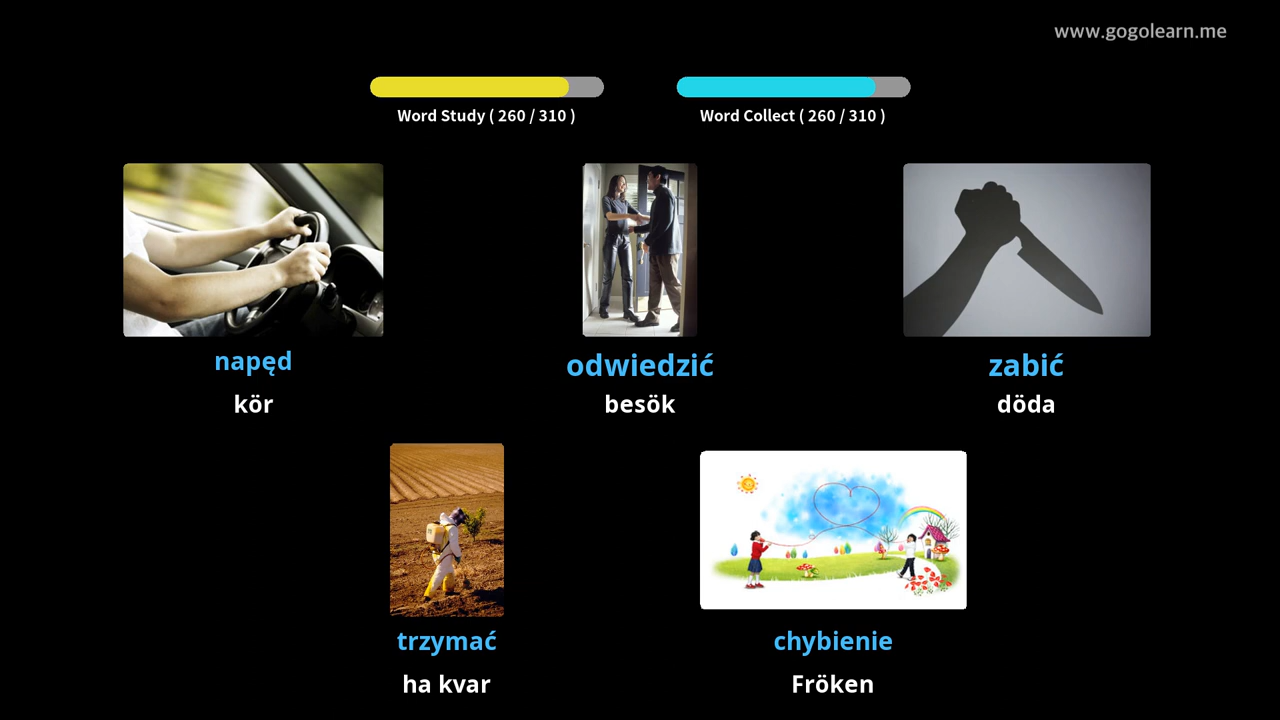 www.gogolearn.me
Word Study ( 260 / 310 )
Word Collect ( 260 / 310 )
napęd
odwiedzić
zabić
kör
besök
döda
trzymać
chybienie
ha kvar
Fröken